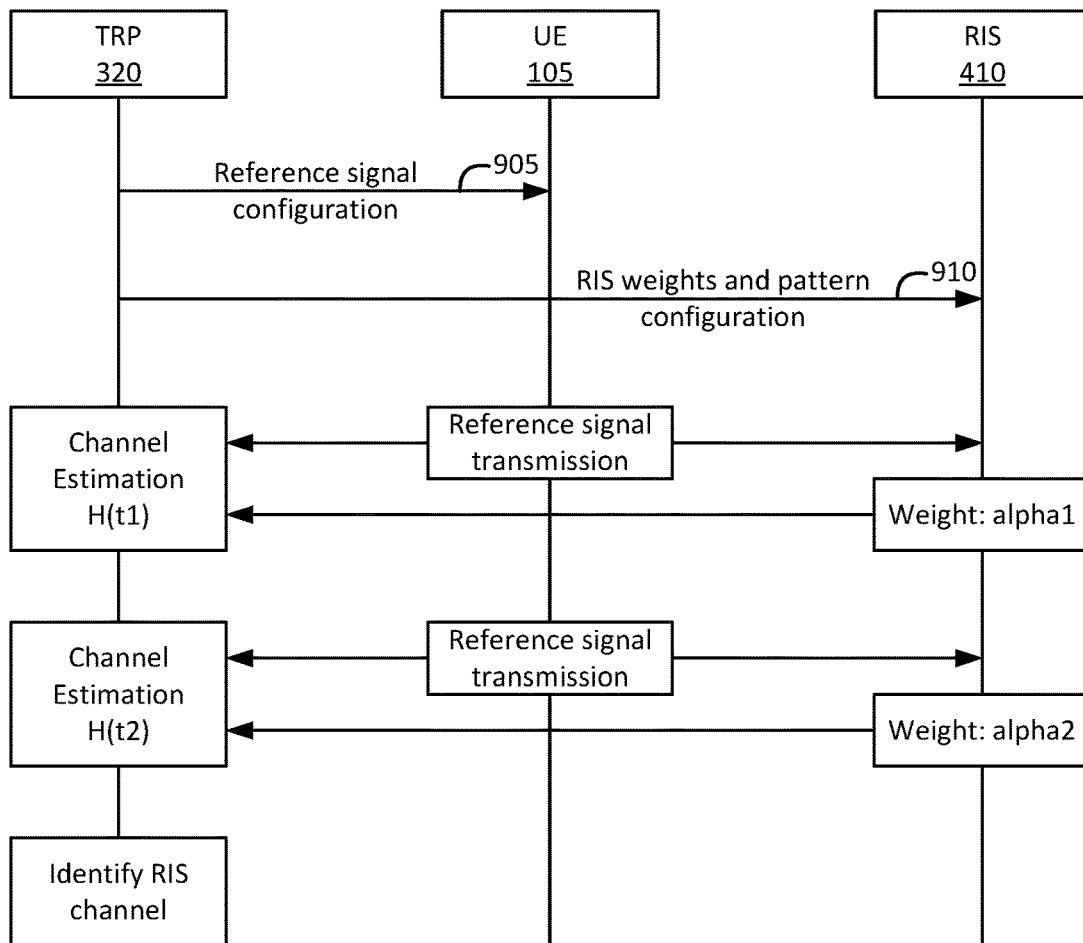 TRP
320
UE
105
RIS
410
905
Reference signal
configuration
910
RIS weights and pattern
configuration
Channel
Estimation
H(t1)
Reference signal
transmission
Weight: alpha1
Channel
Estimation
H(t2)
Reference signal
transmission
Weight: alpha2
Identify RIS
channel